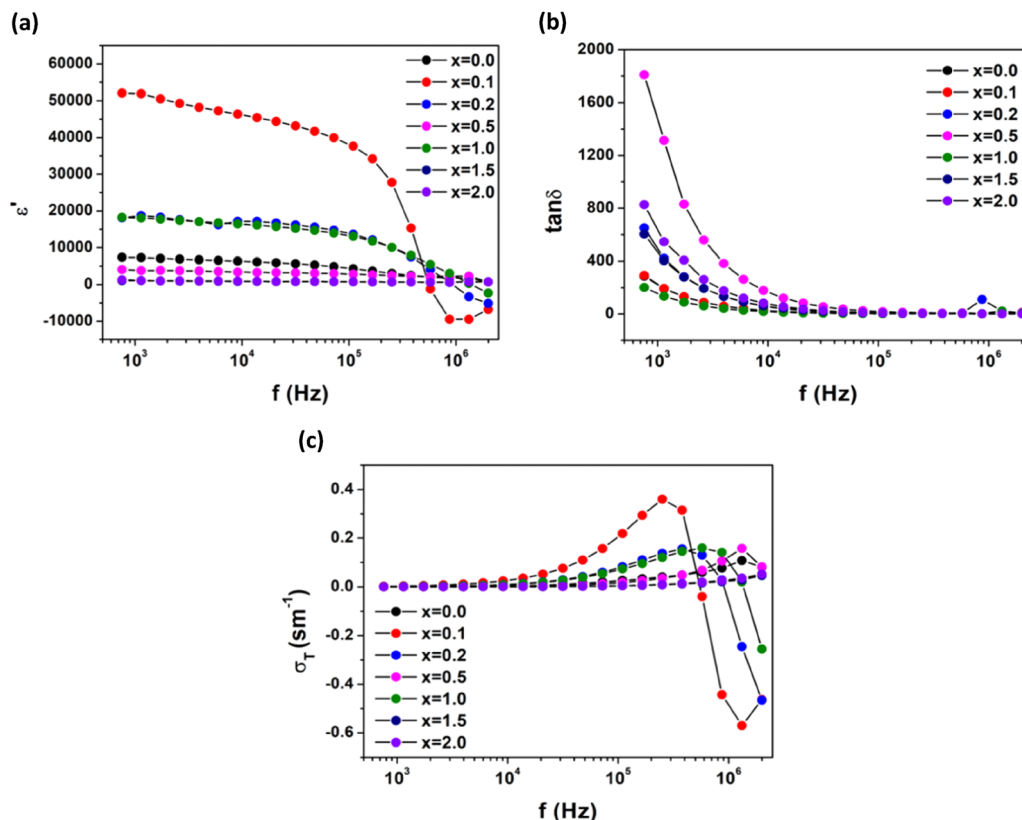 (a)
60000
50000
40000
30000
20000
10000
0
-10000
ε'
10³ 10⁴ 10⁵ 10⁶
f (Hz)
x=0.0
x=0.1
x=0.2
x=0.5
x=1.0
x=1.5
x=2.0
(b)
2000
1600
1200
800
400
0
tanδ
10³ 10⁴ 10⁵ 10⁶
f (Hz)
x=0.0
x=0.1
x=0.2
x=0.5
x=1.0
x=1.5
x=2.0
(c)
0.4
0.2
0.0
-0.2
-0.4
-0.6
σ_T (sm⁻¹)
10³ 10⁴ 10⁵ 10⁶
f (Hz)
x=0.0
x=0.1
x=0.2
x=0.5
x=1.0
x=1.5
x=2.0